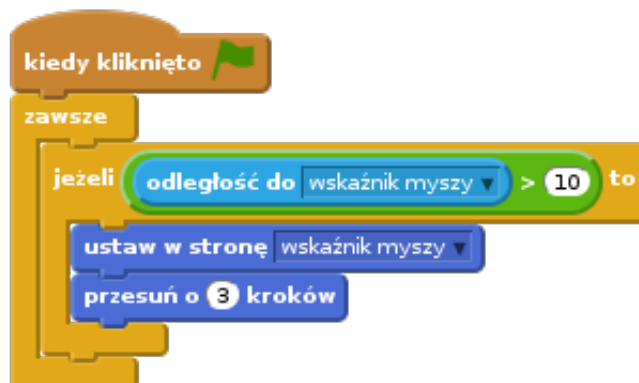 kiedy kliknięto
zawsze
jeżeli odległość do wskaźnik myszy > 10 to
ustaw w stronę wskaźnik myszy
przesuń o 3 kroków